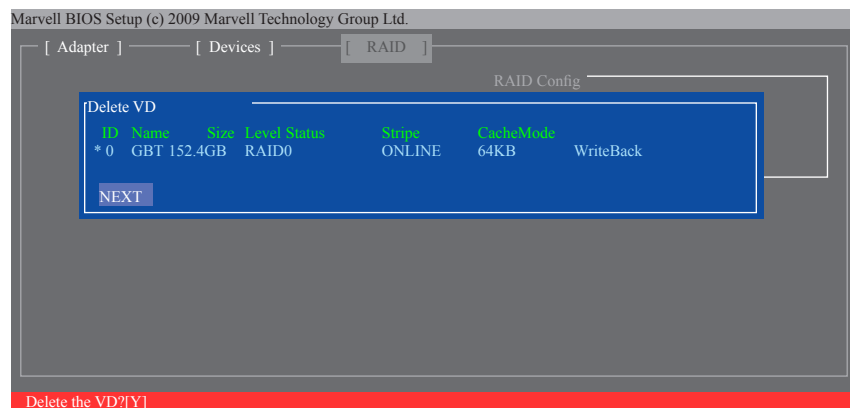 Marvell BIOS Setup (c) 2009 Marvell Technology Group Ltd.
[ Adapter ] [ Devices ] [ RAID ]
RAID Config
Delete VD
ID Name Size Level Status Stripe CacheMode
* 0 GBT 152.4GB RAID0 ONLINE 64KB WriteBack
NEXT
Delete the VD?[Y]